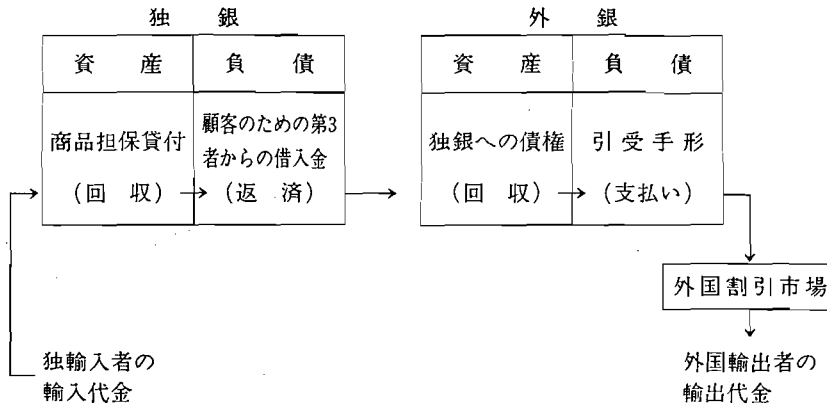 独銀
外銀
資産
負債
資産
負債
商品担保貸付
(回収)
顧客のための第3
者からの借入金
(返済)
独銀への債権
(回収)
引受手形
(支払い)
外国割引市場
独輸入者の
輸入代金
外国輸出者の
輸出代金